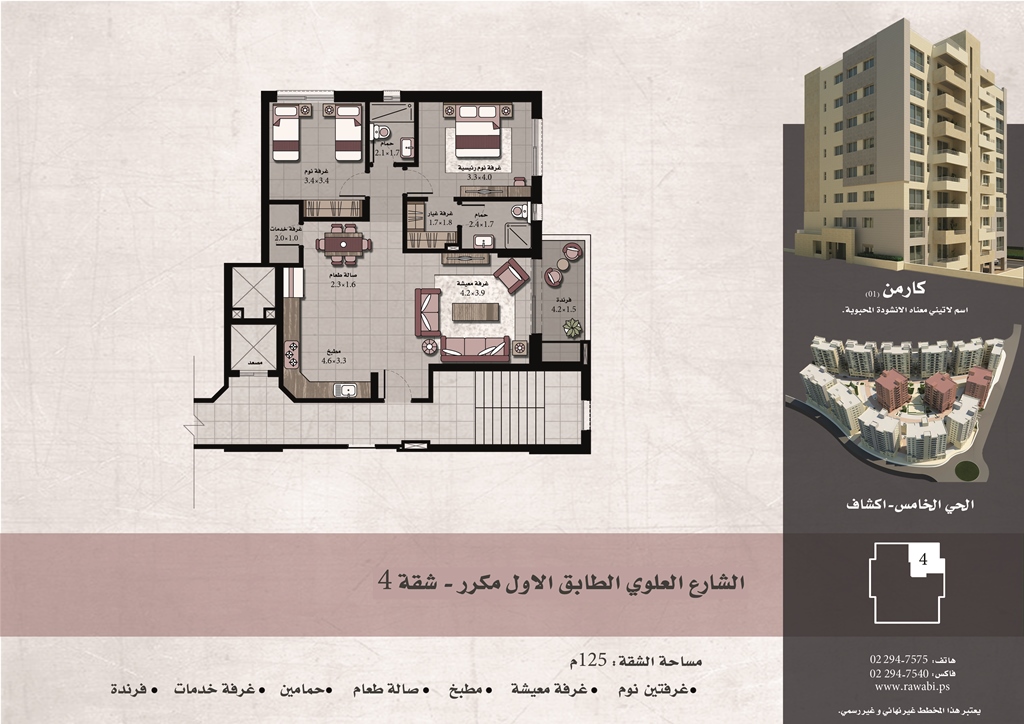 حمام
2.1×1.7
غرفة نوم
3.4×3.4
غرفة نوم رئيسية
3.3×4.0
غرفة غيار
1.7×1.8
حمام
2.4×1.7
غرفة خدمات
2.0×1.0
صالة طعام
2.3×1.6
غرفة معيشة
4.2×3.9
فرندة
4.2×1.5
مطبخ
4.6×3.3
مصعد
كارمن (01)
اسم لاتيني معناه الانشودة المحبوبة.
الحي الخامس-اكشاف
4
الشارع العلوي الطابق الاول مكرر - شقة 4
مساحة الشقة: 125م
•غرفتين نوم •غرفة معيشة •مطبخ •صالة طعام •حمامين •غرفة خدمات •فرندة
هاتف: 02 294-7575
فاكس: 02 294-7540
www.rawabi.ps
يعتبر هذا المخطط غير نهائي و غير رسمي.